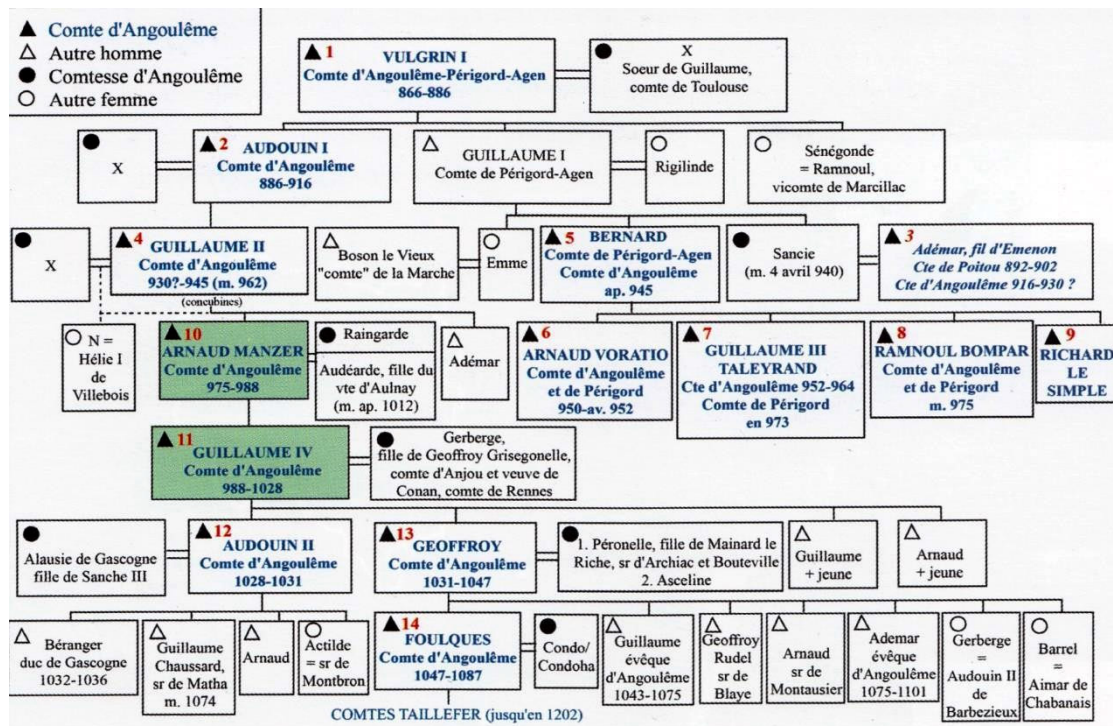 Comte d'Angoulême
Autre homme
Comtesse d'Angoulême
Autre femme
1
VULGRIN I
Comte d'Angoulême-Périgord-Agen
866-886
X
Soeur de Guillaume,
comte de Toulouse
X
2
AUDOUIN I
Comte d'Angoulême
886-916
GUILLAUME I
Comte de Périgord-Agen
Rigilinde
Sénégonde
= Ramnoul,
vicomte de Marcillac
X
4
GUILLAUME II
Comte d'Angoulême
930?-945 (m. 962)
(concubines)
Boson le Vieux
"comte" de la Marche
Emme
5
BERNARD
Comte de Périgord-Agen
Comte d'Angoulême
ap. 945
Sancie
(m. 4 avril 940)
3
Adémar, fil d'Emenon
Cte de Poitou 892-902
Cte d'Angoulême 916-930 ?
N =
Hélie I
de
Villebois
10
ARNAUD MANZER
Comte d'Angoulême
975-988
Raingarde
Audéarde, fille du
vte d'Aulnay
(m. ap. 1012)
Adémar
6
ARNAUD VORATIO
Comte d'Angoulême
et de Périgord
950-av. 952
7
GUILLAUME III
TALEYRAND
Cte d'Angoulême 952-964
Comte de Périgord
en 973
8
RAMNOUL BOMPAR
Comte d'Angoulême
et de Périgord
m. 975
9
RICHARD
LE
SIMPLE
11
GUILLAUME IV
Comte d'Angoulême
988-1028
Gerberge,
fille de Geoffroy Grisegonelle,
comte d'Anjou et veuve de
Conan, comte de Rennes
Alausie de Gascogne
fille de Sanche III
12
AUDOUIN II
Comte d'Angoulême
1028-1031
13
GEOFFROY
Comte d'Angoulême
1031-1047
1. Péronelle, fille de Mainard le
Riche, sr d'Archiac et Bouteville
2. Asceline
Guillaume
+ jeune
Arnaud
+ jeune
Béranger
duc de Gascogne
1032-1036
Guillaume
Chaussard,
sr de Matha
m. 1074
Arnaud
Actilde
= sr de
Montbron
14
FOULQUES
Comte d'Angoulême
1047-1087
Condo/
Condoha
Guillaume
évêque
d'Angoulême
1043-1075
Geoffroy
Rudel
sr de
Blaye
Arnaud
sr de
Montausier
Ademar
évêque
d'Angoulême
1075-1101
Gerberge
=
Audouin II
de
Barbezieux
Barrel
=
Aimar de
Chabanais
COMTES TAILLEFER (jusqu'en 1202)